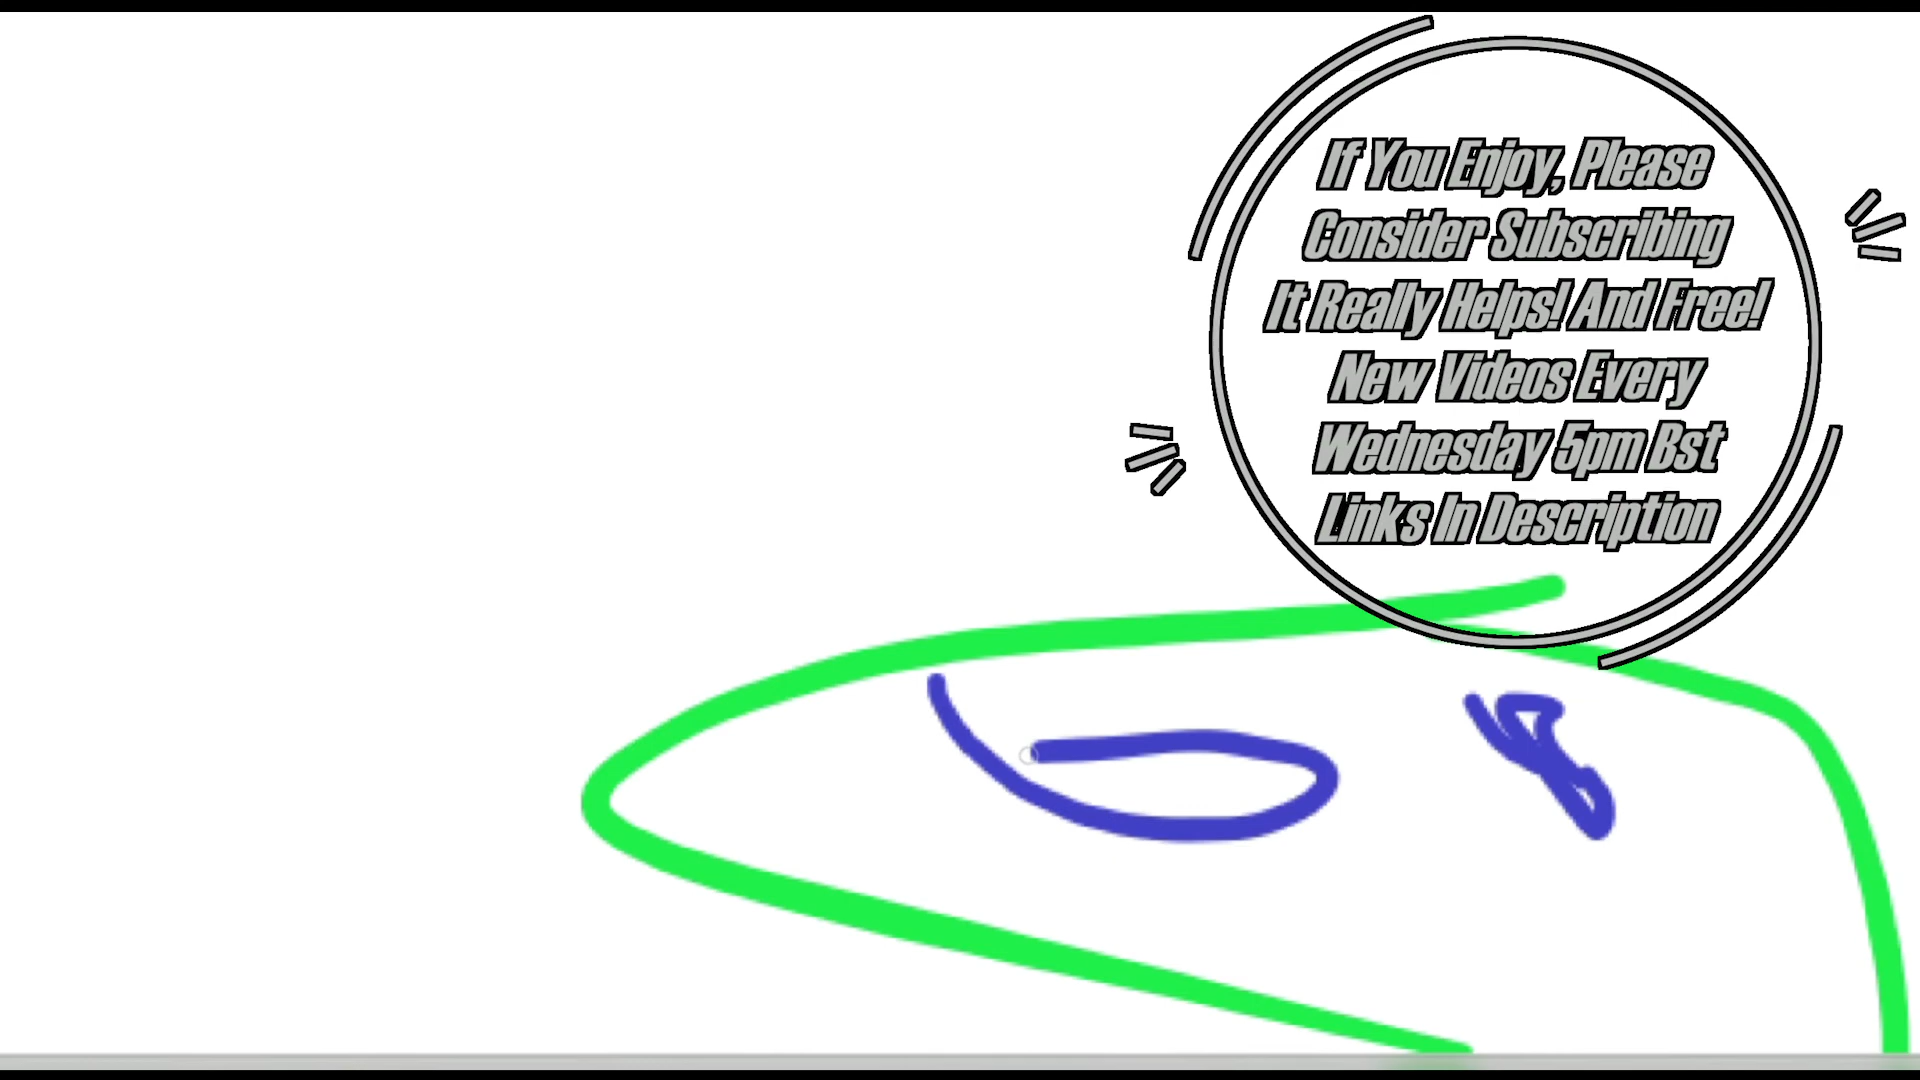 If You Enjoy, Please
Consider Subscribing
It Really Helps! And Free!
New Videos Every
Wednesday 5pm Bst
Links In Description